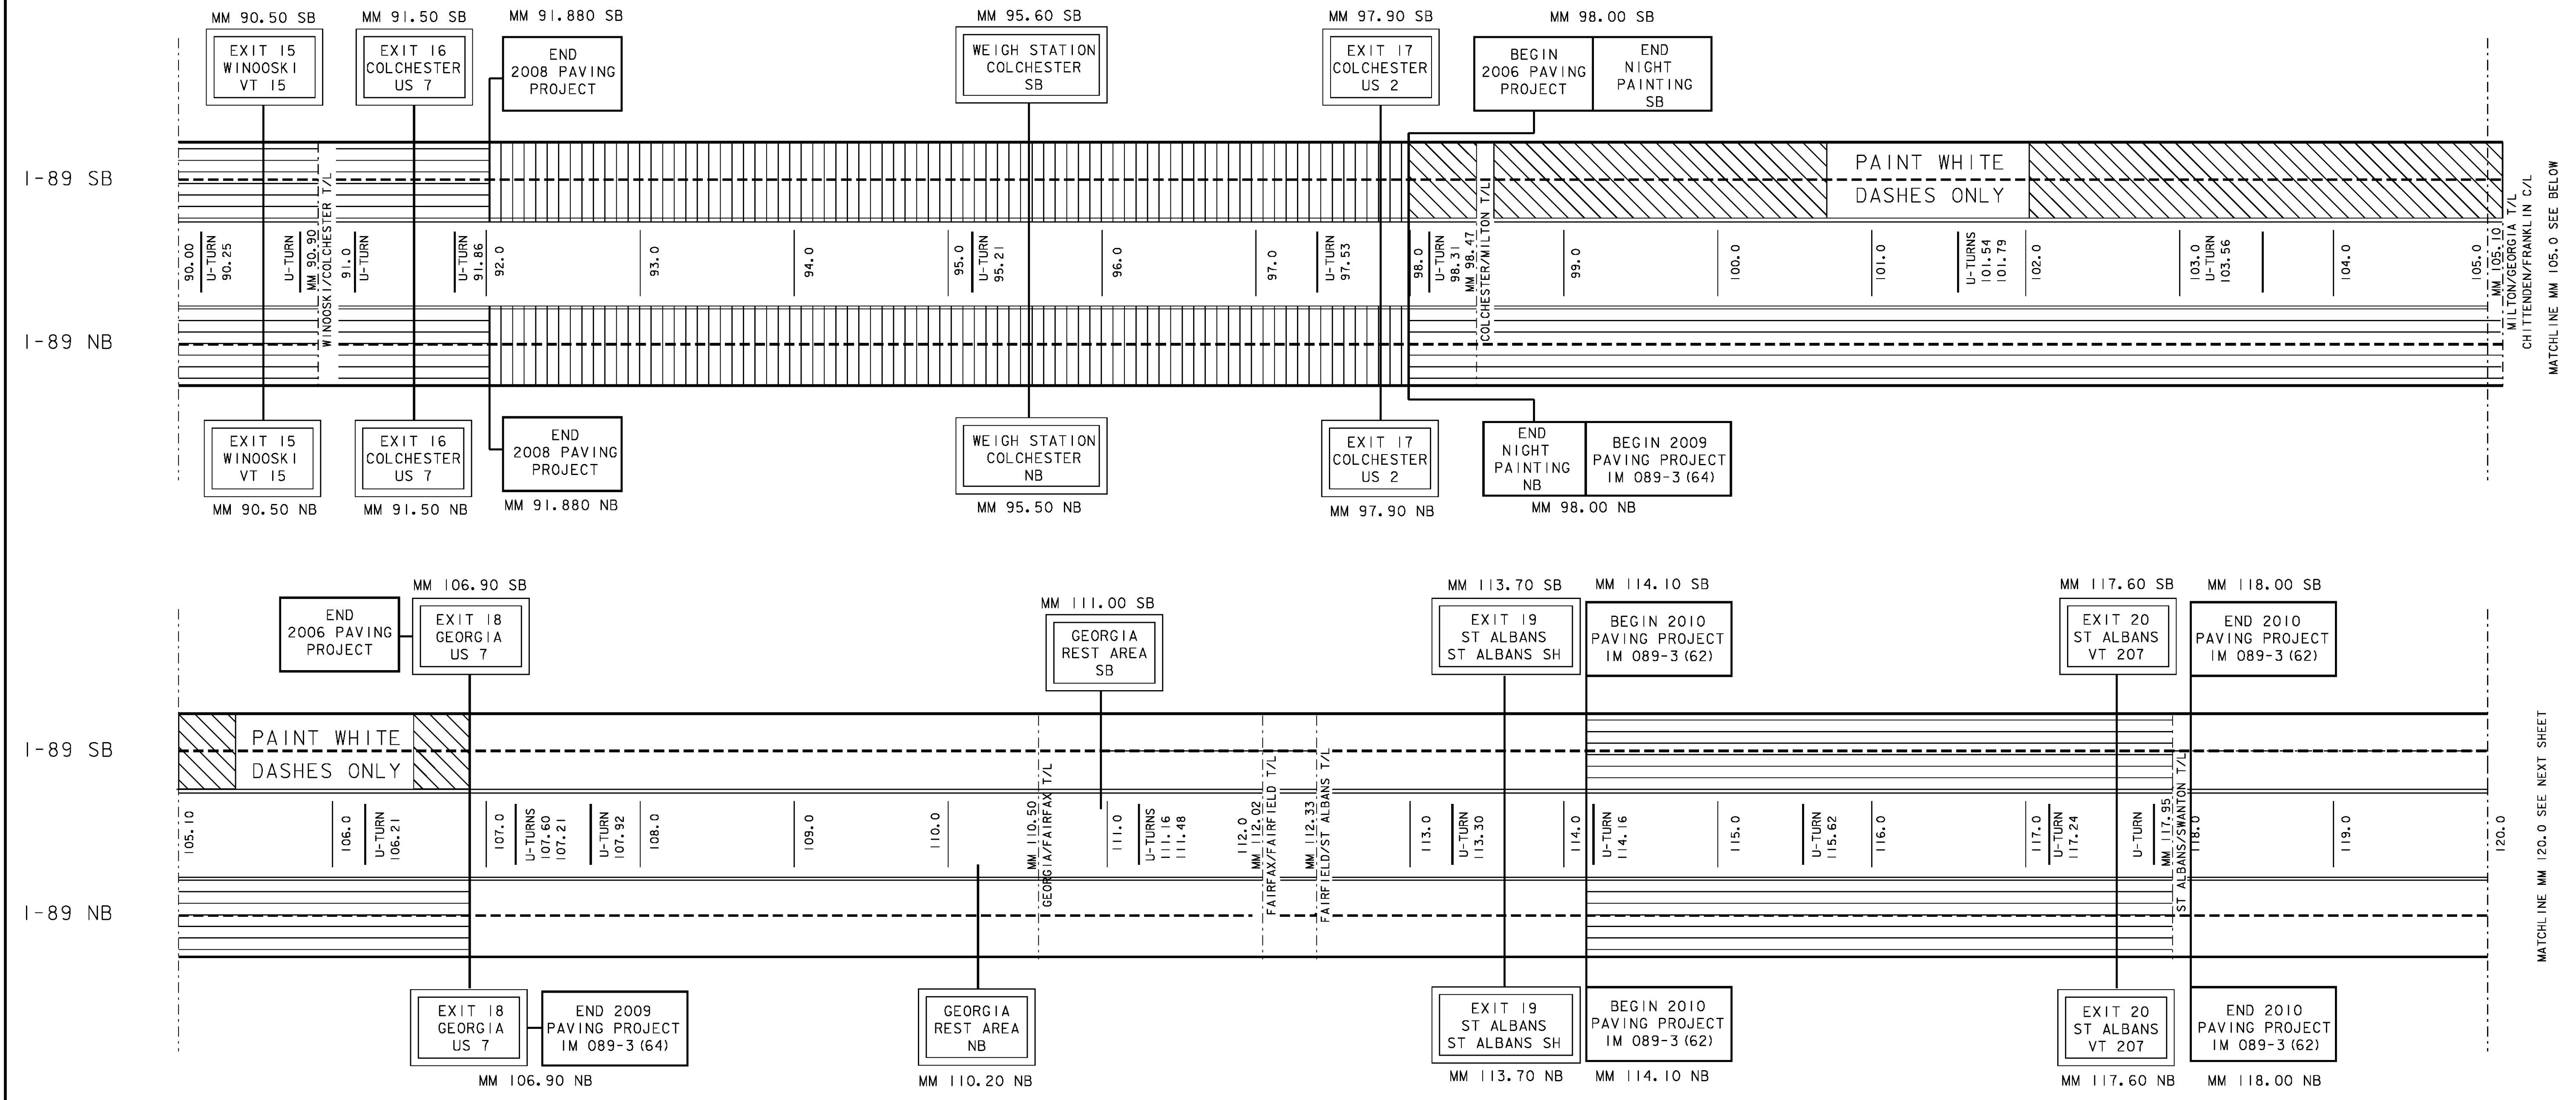 MM 90.50 SB
MM 91.50 SB
MM 91.880 SB
MM 95.60 SB
MM 97.90 SB
MM 98.00 SB
EXIT 15
WINOOSKI
VT 15
EXIT 16
COLCHESTER
US 7
END
2008 PAVING
PROJECT
WEIGH STATION
COLCHESTER
SB
EXIT 17
COLCHESTER
US 2
BEGIN
2006 PAVING
PROJECT
END
NIGHT
PAINTING
SB
I-89 SB
PAINT WHITE
DASHES ONLY
90.00
U-TURN
90.25
U-TURN
MM 90.90
WINOOSKI/COLCHESTER T/L
91.0
U-TURN
U-TURN
91.86
92.0
93.0
94.0
95.0
U-TURN
95.21
96.0
97.0
U-TURN
97.53
98.0
U-TURN
98.31
MM 98.47
COLCHESTER/MILTON T/L
99.0
100.0
101.0
U-TURNS
101.54
101.79
102.0
103.0
U-TURN
103.56
104.0
105.0
MM 105.10
MILTON/GEORGIA T/L
CHITTENDEN/FRANKLIN C/L
MATCHLINE MM 105.0 SEE BELOW
I-89 NB
EXIT 15
WINOOSKI
VT 15
EXIT 16
COLCHESTER
US 7
END
2008 PAVING
PROJECT
WEIGH STATION
COLCHESTER
NB
EXIT 17
COLCHESTER
US 2
END
NIGHT
PAINTING
NB
BEGIN 2009
PAVING PROJECT
IM 089-3(64)
MM 90.50 NB
MM 91.50 NB
MM 91.880 NB
MM 95.50 NB
MM 97.90 NB
MM 98.00 NB
MM 106.90 SB
MM 111.00 SB
MM 113.70 SB
MM 114.10 SB
MM 117.60 SB
MM 118.00 SB
END
2006 PAVING
PROJECT
EXIT 18
GEORGIA
US 7
GEORGIA
REST AREA
SB
EXIT 19
ST ALBANS
ST ALBANS SH
BEGIN 2010
PAVING PROJECT
IM 089-3(62)
EXIT 20
ST ALBANS
VT 207
END 2010
PAVING PROJECT
IM 089-3(62)
I-89 SB
PAINT WHITE
DASHES ONLY
105.10
106.0
U-TURN
106.21
107.0
U-TURNS
107.60
107.21
U-TURN
107.92
108.0
109.0
110.0
MM 110.50
GEORGIA/FAIRFAX T/L
111.0
U-TURNS
111.16
111.48
112.0
MM 112.02
FAIRFAX/FAIRFIELD T/L
MM 112.33
FAIRFIELD/ST ALBANS T/L
113.0
U-TURN
113.30
114.0
U-TURN
114.16
115.0
U-TURN
115.62
116.0
117.0
U-TURN
117.24
U-TURN
MM 117.95
ST ALBANS/SWANTON T/L
118.0
119.0
120.0
MATCHLINE MM 120.0 SEE NEXT SHEET
I-89 NB
EXIT 18
GEORGIA
US 7
END 2009
PAVING PROJECT
IM 089-3(64)
GEORGIA
REST AREA
NB
EXIT 19
ST ALBANS
ST ALBANS SH
BEGIN 2010
PAVING PROJECT
IM 089-3(62)
EXIT 20
ST ALBANS
VT 207
END 2010
PAVING PROJECT
IM 089-3(62)
MM 106.90 NB
MM 110.20 NB
MM 113.70 NB
MM 114.10 NB
MM 117.60 NB
MM 118.00 NB